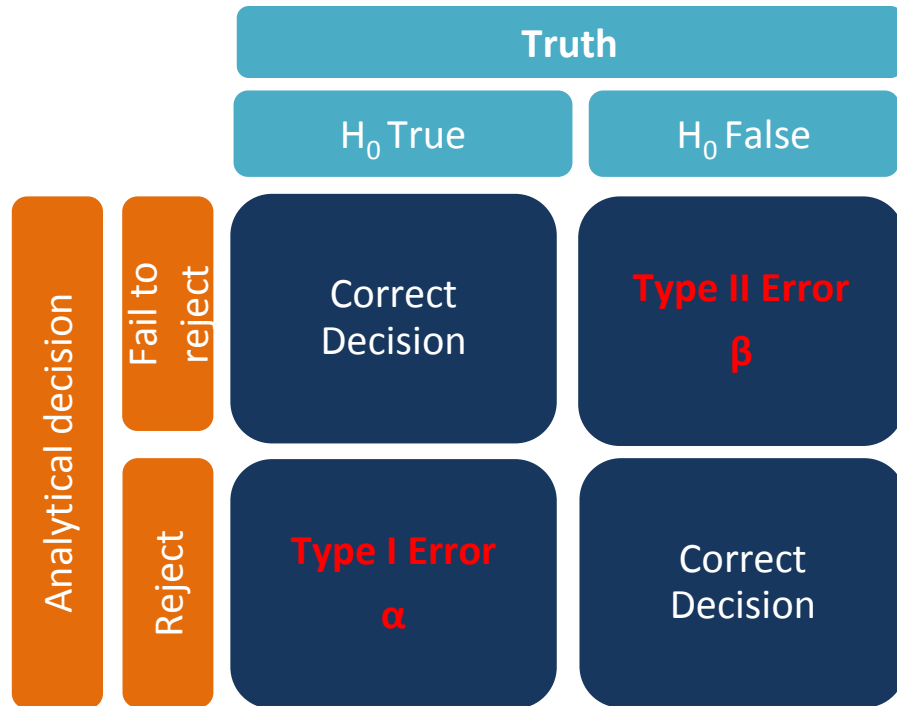 Truth
H₀ True
H₀ False
Analytical decision
Fail to
reject
Correct
Decision
Type II Error
β
Reject
Type I Error
α
Correct
Decision